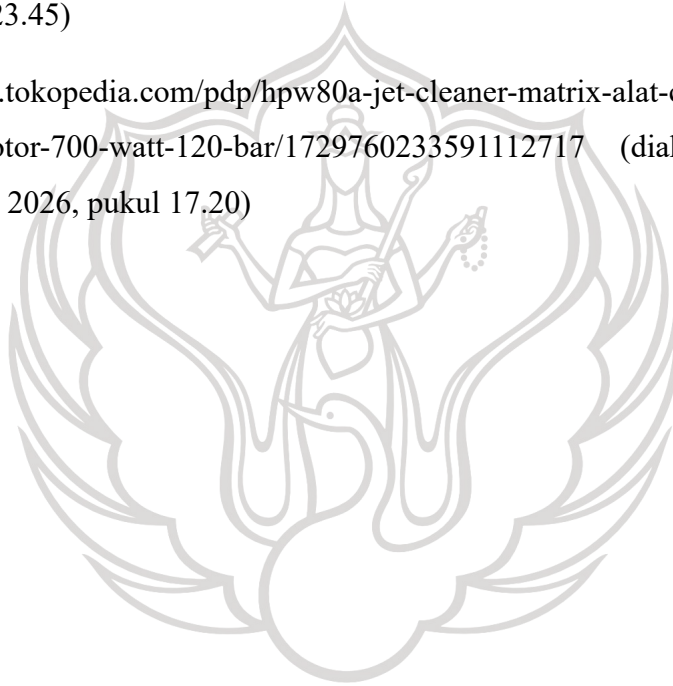 23.45)
.tokopedia.com/pdp/hpw80a-jet-cleaner-matrix-alat-
otor-700-watt-120-bar/1729760233591112717 (dial
2026, pukul 17.20)